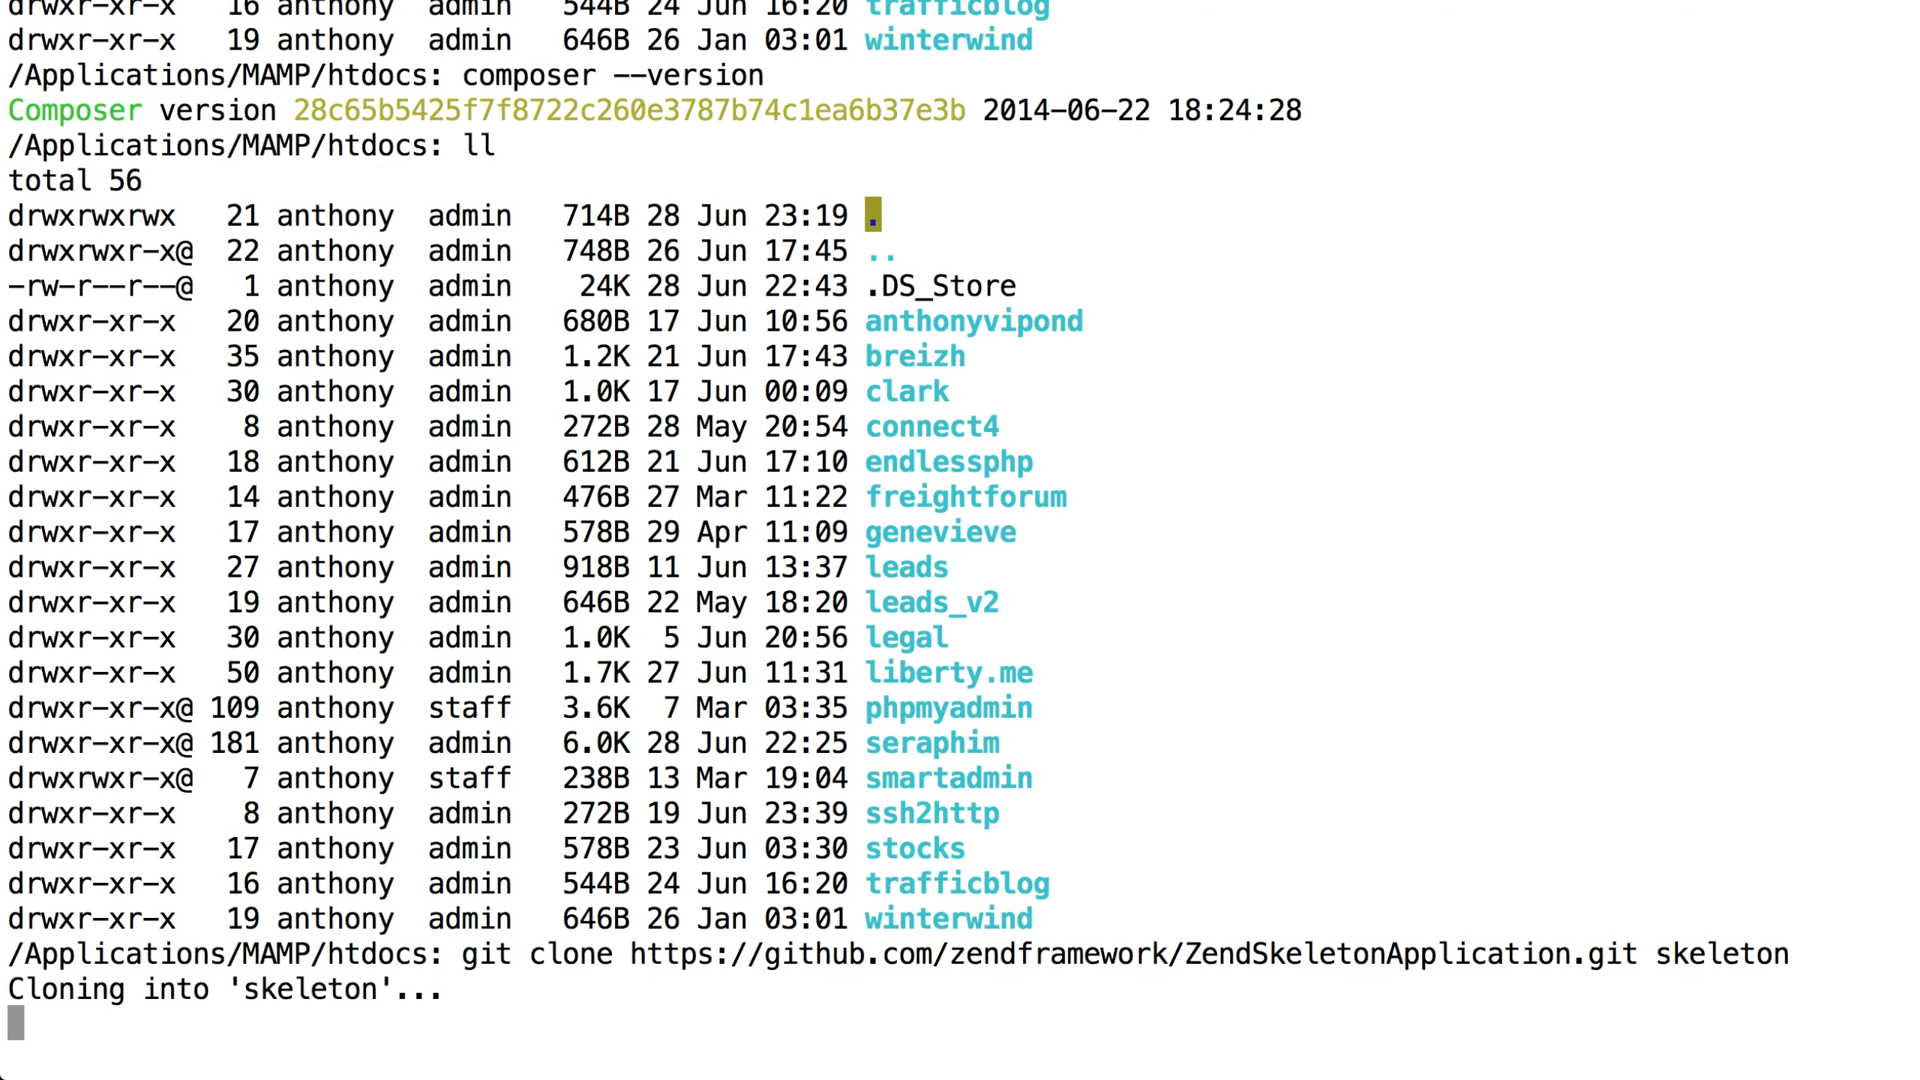 drwxr-xr-x   16 anthony  admin   544B 24 Jun 16:20 trafficblog
drwxr-xr-x   19 anthony  admin   646B 26 Jan 03:01 winterwind
/Applications/MAMP/htdocs: composer --version
Composer version 28c65b5425f7f8722c260e3787b74c1ea6b37e3b 2014-06-22 18:24:28
/Applications/MAMP/htdocs: ll
total 56
drwxrwxrwx   21 anthony  admin   714B 28 Jun 23:19 .
drwxrwxr-x@  22 anthony  admin   748B 26 Jun 17:45 ..
-rw-r--r--@   1 anthony  admin    24K 28 Jun 22:43 .DS_Store
drwxr-xr-x   20 anthony  admin   680B 17 Jun 10:56 anthonyvipond
drwxr-xr-x   35 anthony  admin   1.2K 21 Jun 17:43 breizh
drwxr-xr-x   30 anthony  admin   1.0K 17 Jun 00:09 clark
drwxr-xr-x    8 anthony  admin   272B 28 May 20:54 connect4
drwxr-xr-x   18 anthony  admin   612B 21 Jun 17:10 endlessphp
drwxr-xr-x   14 anthony  admin   476B 27 Mar 11:22 freightforum
drwxr-xr-x   17 anthony  admin   578B 29 Apr 11:09 genevieve
drwxr-xr-x   27 anthony  admin   918B 11 Jun 13:37 leads
drwxr-xr-x   19 anthony  admin   646B 22 May 18:20 leads_v2
drwxr-xr-x   30 anthony  admin   1.0K  5 Jun 20:56 legal
drwxr-xr-x   50 anthony  admin   1.7K 27 Jun 11:31 liberty.me
drwxr-xr-x@ 109 anthony  staff   3.6K  7 Mar 03:35 phpmyadmin
drwxr-xr-x@ 181 anthony  admin   6.0K 28 Jun 22:25 seraphim
drwxrwxr-x@   7 anthony  staff   238B 13 Mar 19:04 smartadmin
drwxr-xr-x    8 anthony  admin   272B 19 Jun 23:39 ssh2http
drwxr-xr-x   17 anthony  admin   578B 23 Jun 03:30 stocks
drwxr-xr-x   16 anthony  admin   544B 24 Jun 16:20 trafficblog
drwxr-xr-x   19 anthony  admin   646B 26 Jan 03:01 winterwind
/Applications/MAMP/htdocs: git clone https://github.com/zendframework/ZendSkeletonApplication.git skeleton
Cloning into 'skeleton'...